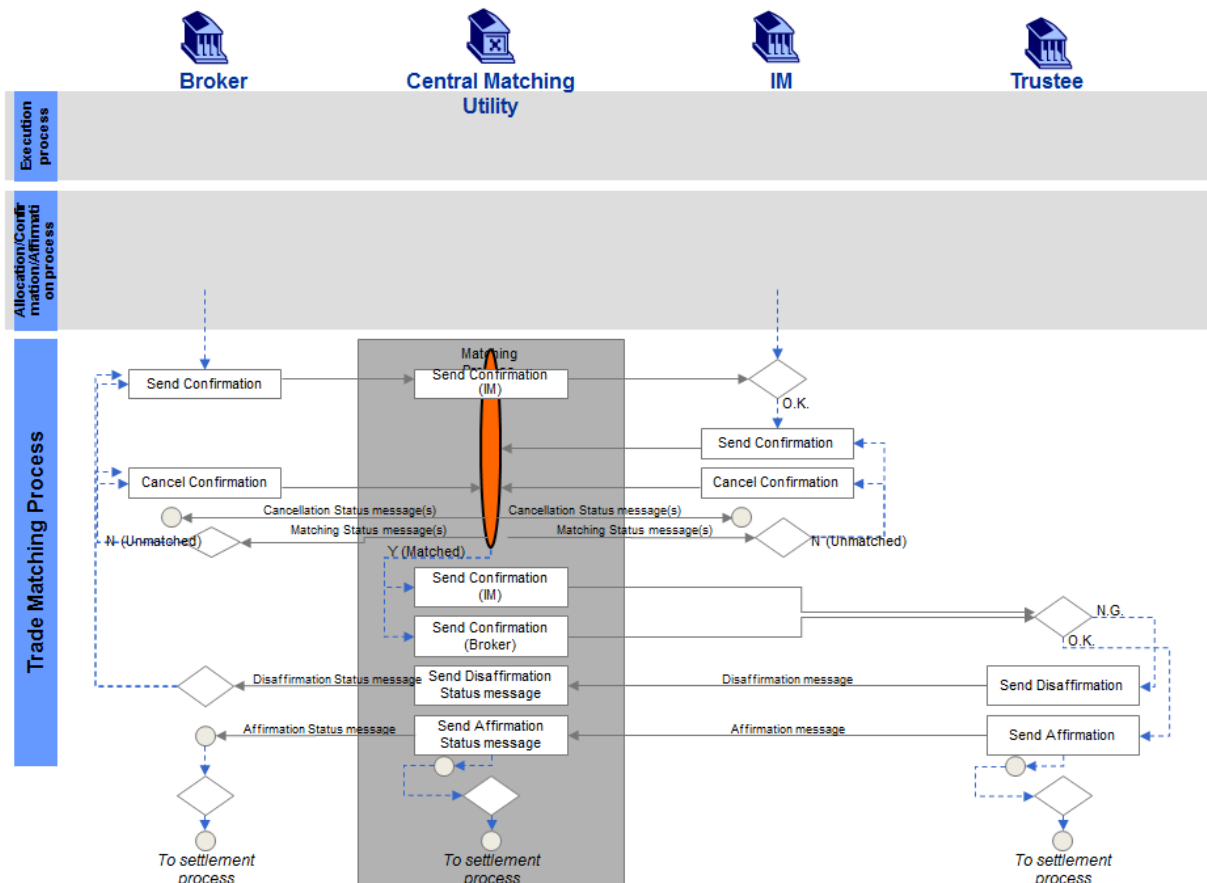 Broker
Central Matching
Utility
IM
Trustee
Execution
process
Allocation/Confir
mation/Affirmati
on process
Trade Matching Process
Matching
Process
Send Confirmation
Send Confirmation
(IM)
O.K.
Send Confirmation
Cancel Confirmation
Cancel Confirmation
Cancellation Status message(s)
Cancellation Status message(s)
Matching Status message(s)
Matching Status message(s)
N (Unmatched)
N (Unmatched)
Y (Matched)
Send Confirmation
(IM)
N.G.
Send Confirmation
(Broker)
O.K.
Disaffirmation Status message
Send Disaffirmation
Status message
Disaffirmation message
Send Disaffirmation
Affirmation Status message
Send Affirmation
Status message
Affirmation message
Send Affirmation
To settlement
process
To settlement
process
To settlement
process